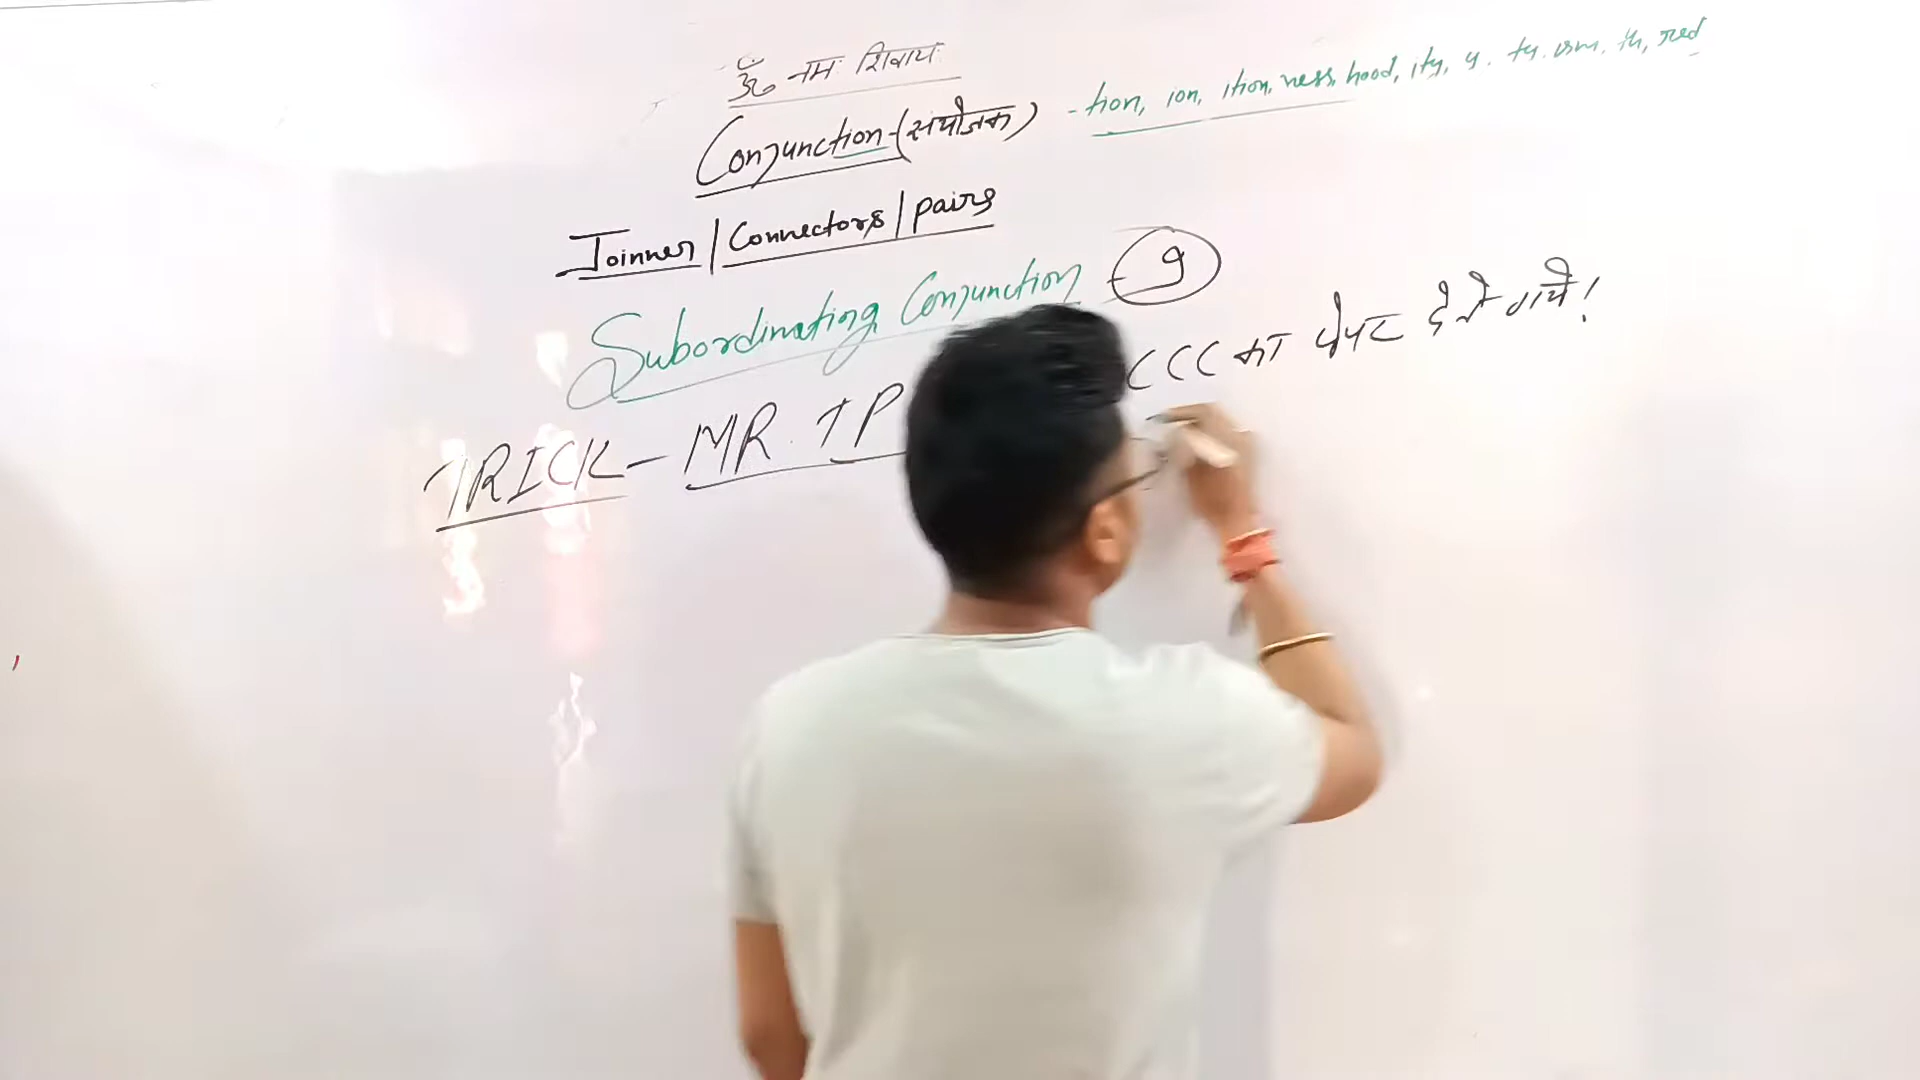 ॐ नमः शिवाय
Conjunction-(संयोजक) - tion, ion, ition, ness, hood, ity, y. ty. ism. th, red
Joinner/Connectors/pairs
Subordinating Conjunction - 9
TRICK - MR. TP CCC का पेपर देने गये!